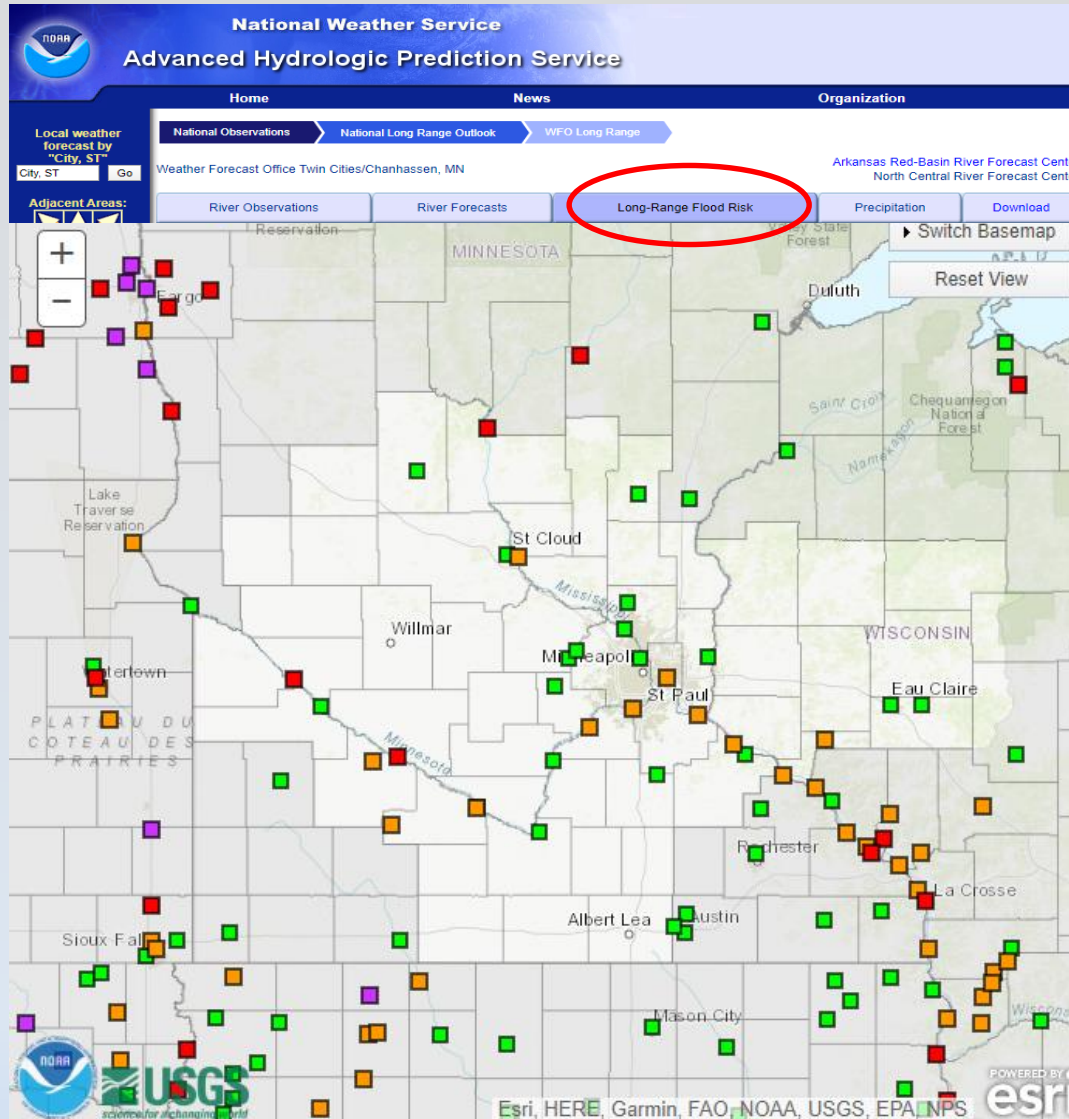 NOAA
National Weather Service
Advanced Hydrologic Prediction Service
Home News Organization
Local weather
forecast by
"City, ST"
City, ST Go
Adjacent Areas:
National Observations National Long Range Outlook WFO Long Range
Weather Forecast Office Twin Cities/Chanhassen, MN
Arkansas Red-Basin River Forecast Cent
North Central River Forecast Cent
River Observations River Forecasts Long-Range Flood Risk Precipitation Download
+
−
Switch Basemap
Reset View
Reservation
MINNESOTA
Valley State
Forest
Duluth
Fargo
Saint Croix
Chequamegon
National
Forest
Namekagon
Lake
Traverse
Reservation
St Cloud
Mississippi
Willmar
WISCONSIN
Minneapolis
St Paul
Eau Claire
Watertown
PLATEAU DU
COTEAU DES
PRAIRIES
Minnesota
Rochester
La Crosse
Albert Lea
Austin
Sioux Fall
Mason City
Wiscons
NOAA
USGS
science for a changing world
Esri, HERE, Garmin, FAO, NOAA, USGS, EPA, NPS
POWERED BY
esri